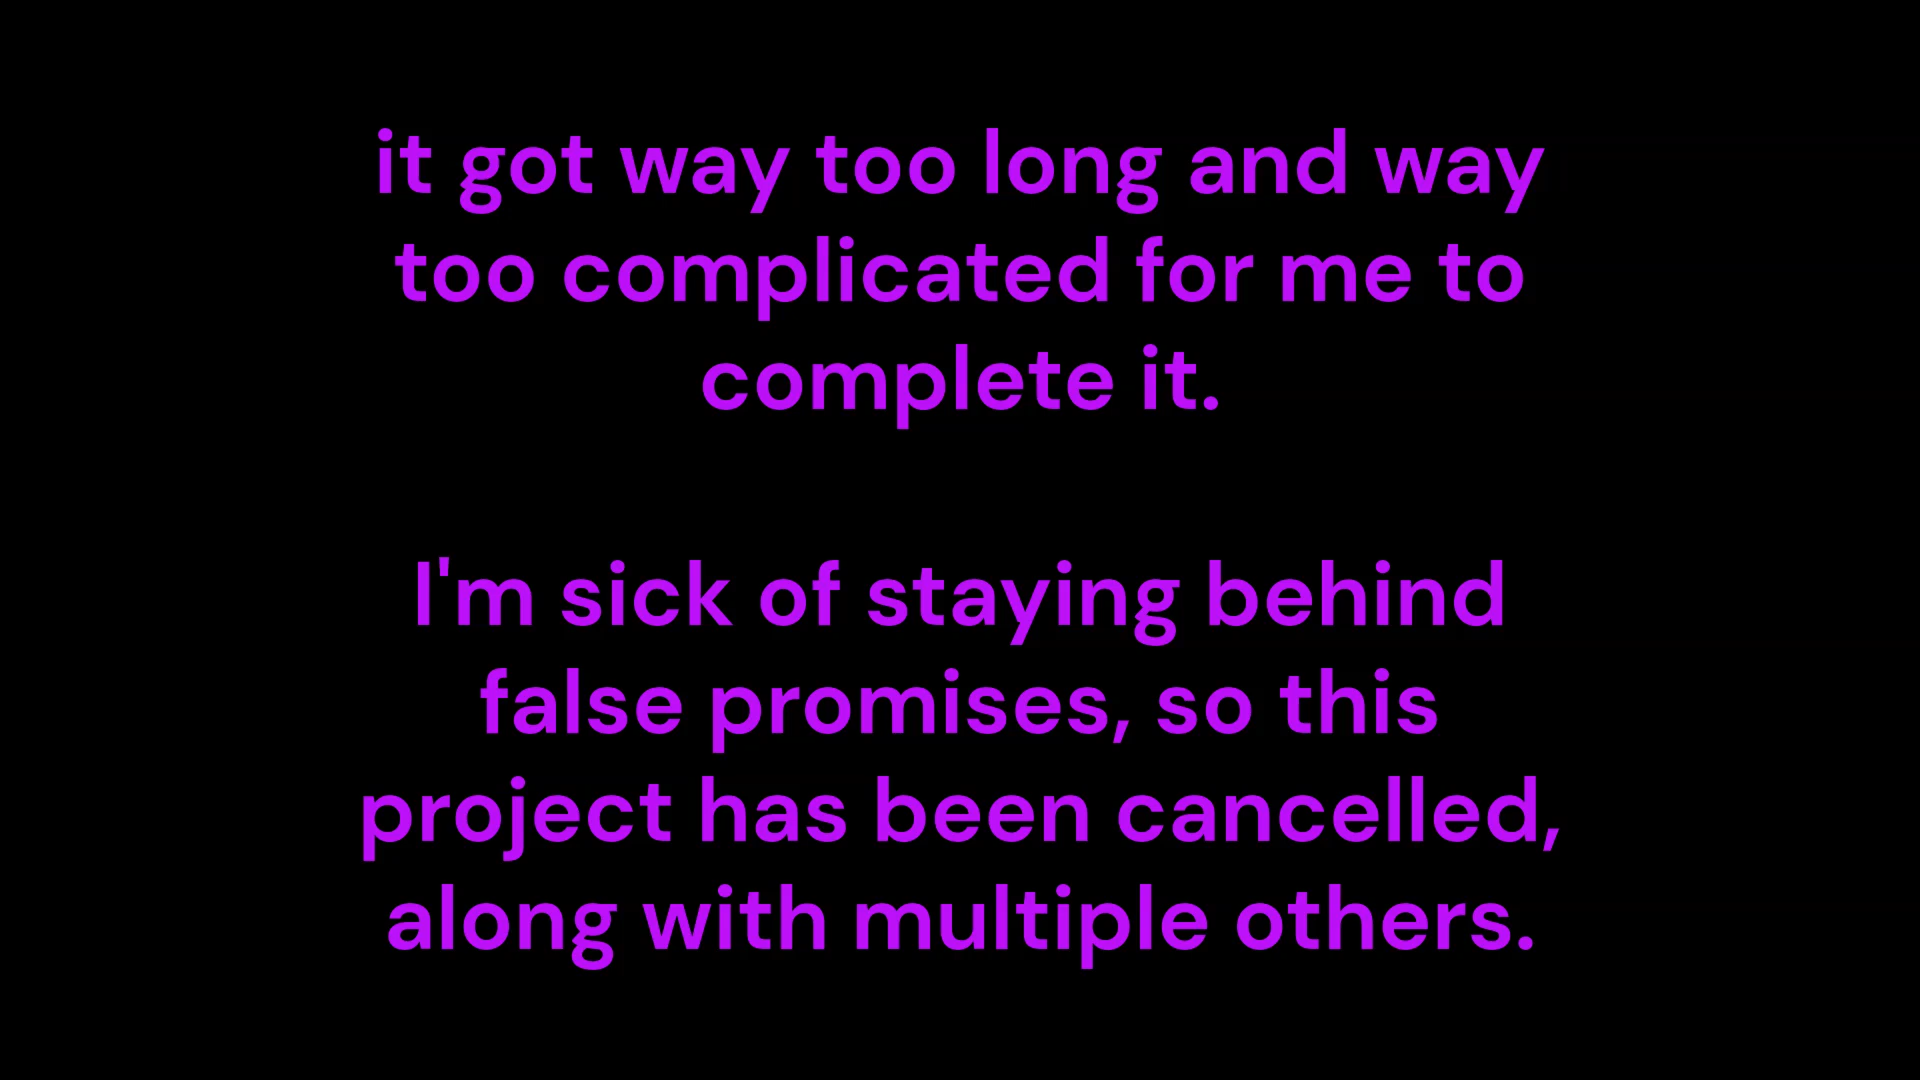 it got way too long and way
too complicated for me to
complete it.
I'm sick of staying behind
false promises, so this
project has been cancelled,
along with multiple others.